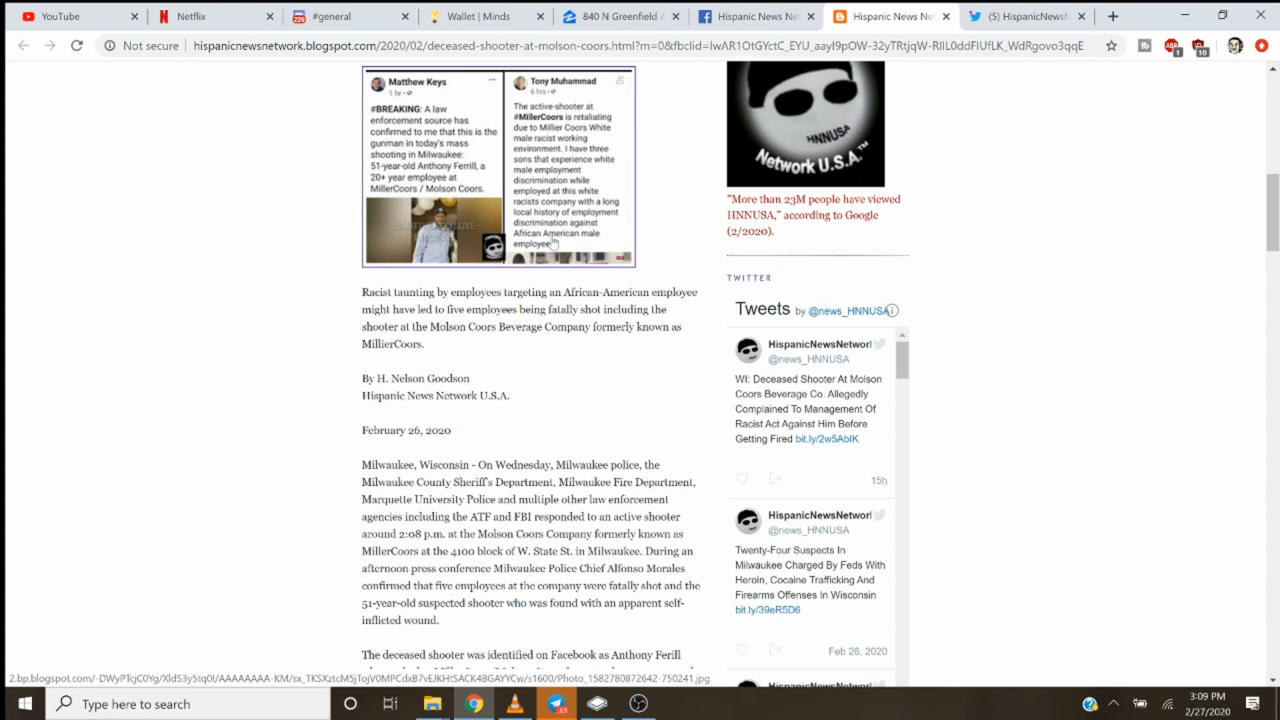 YouTube
Netflix
#general
Wallet | Minds
840 N Greenfield A
Hispanic News Net
Hispanic News Net
(5) HispanicNewsN
Not secure
hispanicnewsnetwork.blogspot.com/2020/02/deceased-shooter-at-molson-coors.html?m=0&fbclid=
Matthew Keys
1 hr
#BREAKING: A law
enforcement source has
confirmed to me that this is the
gunman in today's mass
shooting in Milwaukee:
51-year-old Anthony Ferrill, a
20+ year employee at
MillerCoors / Molson Coors.
Tony Muhammad
6 hrs
The active-shooter at
#MillerCoors is retaliating
due to Millier Coors White
male racist working
environment. I have three
sons that experience white
male employment
discrimination while
employed at this white
racists company with a long
local history of employment
discrimination against
African American male
employee
Racist taunting by employees targeting an African-American employee
might have led to five employees being fatally shot including the
shooter at the Molson Coors Beverage Company formerly known as
MillierCoors.
By H. Nelson Goodson
Hispanic News Network U.S.A.
February 26, 2020
Milwaukee, Wisconsin - On Wednesday, Milwaukee police, the
Milwaukee County Sheriff's Department, Milwaukee Fire Department,
Marquette University Police and multiple other law enforcement
agencies including the ATF and FBI responded to an active shooter
around 2:08 p.m. at the Molson Coors Company formerly known as
MillerCoors at the 4100 block of W. State St. in Milwaukee. During an
afternoon press conference Milwaukee Police Chief Alfonso Morales
confirmed that five employees at the company were fatally shot and the
51-year-old suspected shooter who was found with an apparent self-
inflicted wound.
The deceased shooter was identified on Facebook as Anthony Ferill
HNNUSA
Network U.S.A.™
"More than 23M people have viewed
HNNUSA," according to Google
(2/2020).
TWITTER
Tweets by @news_HNNUSA
HispanicNewsNetworl
@news_HNNUSA
WI: Deceased Shooter At Molson
Coors Beverage Co. Allegedly
Complained To Management Of
Racist Act Against Him Before
Getting Fired bit.ly/2w5AbIK
15h
HispanicNewsNetworl
@news_HNNUSA
Twenty-Four Suspects In
Milwaukee Charged By Feds With
Heroin, Cocaine Trafficking And
Firearms Offenses In Wisconsin
bit.ly/39eR5D6
Feb 26, 2020
HispanicNewsNetworl
Type here to search
3:09 PM
2/27/2020